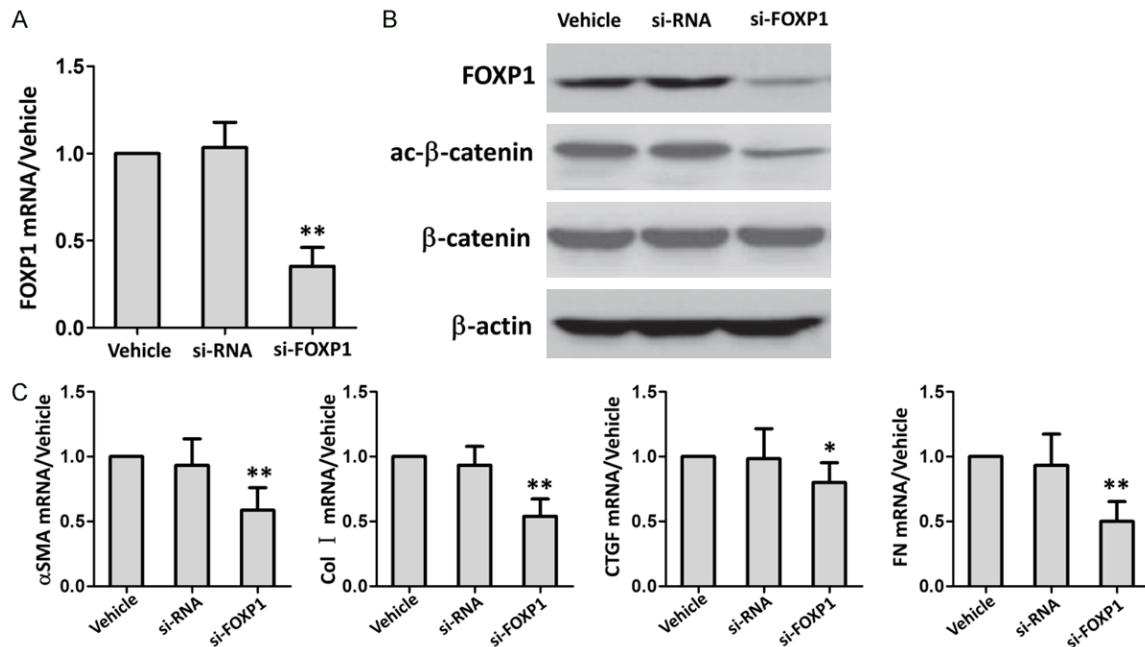 A
FOXP1 mRNA/Vehicle
1.5
1.0
0.5
0.0
**
Vehicle si-RNA si-FOXP1
B
Vehicle si-RNA si-FOXP1
FOXP1
ac-β-catenin
β-catenin
β-actin
C
αSMA mRNA/Vehicle
1.5
1.0
0.5
0.0
**
Vehicle si-RNA si-FOXP1
Col Ⅰ mRNA/Vehicle
1.5
1.0
0.5
0.0
**
Vehicle si-RNA si-FOXP1
CTGF mRNA/Vehicle
1.5
1.0
0.5
0.0
*
Vehicle si-RNA si-FOXP1
FN mRNA/Vehicle
1.5
1.0
0.5
0.0
**
Vehicle si-RNA si-FOXP1